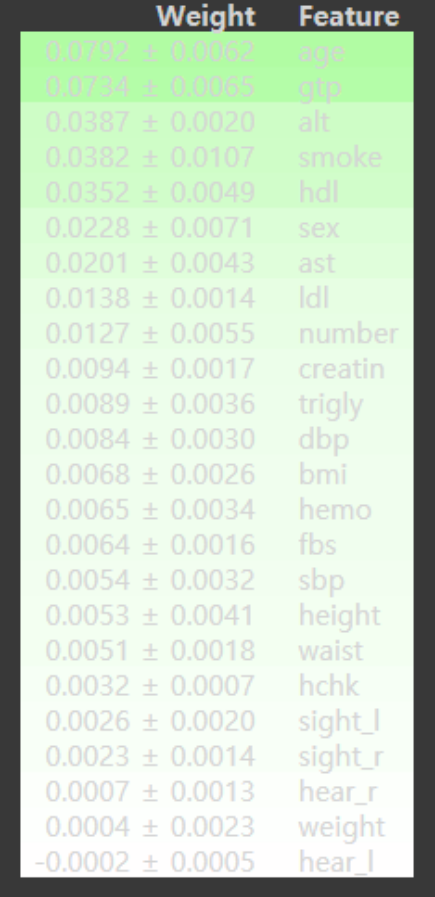 Weight Feature
0.0792 ± 0.0062 age
0.0734 ± 0.0065 gtp
0.0387 ± 0.0020 alt
0.0382 ± 0.0107 smoke
0.0352 ± 0.0049 hdl
0.0228 ± 0.0071 sex
0.0201 ± 0.0043 ast
0.0138 ± 0.0014 ldl
0.0127 ± 0.0055 number
0.0094 ± 0.0017 creatin
0.0089 ± 0.0036 trigly
0.0084 ± 0.0030 dbp
0.0068 ± 0.0026 bmi
0.0065 ± 0.0034 hemo
0.0064 ± 0.0016 fbs
0.0054 ± 0.0032 sbp
0.0053 ± 0.0041 height
0.0051 ± 0.0018 waist
0.0032 ± 0.0007 hchk
0.0026 ± 0.0020 sight_l
0.0023 ± 0.0014 sight_r
0.0007 ± 0.0013 hear_r
0.0004 ± 0.0023 weight
-0.0002 ± 0.0005 hear_l